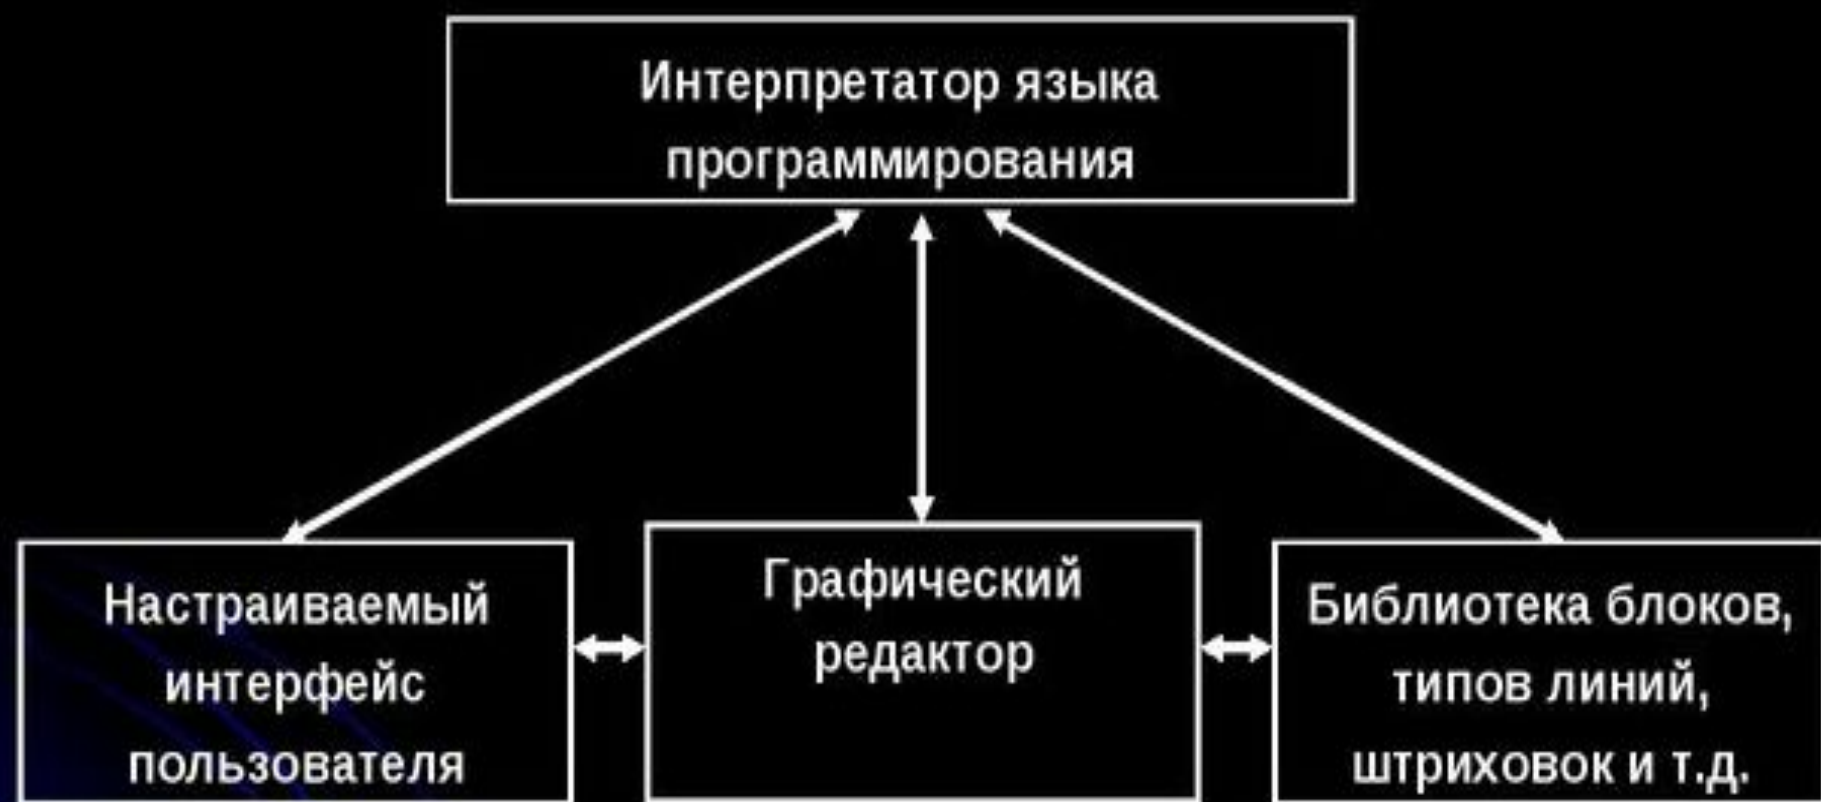 Интерпретатор языка
программирования
Настраиваемый
интерфейс
пользователя
Графический
редактор
Библиотека блоков,
типов линий,
штриховок и т.д.